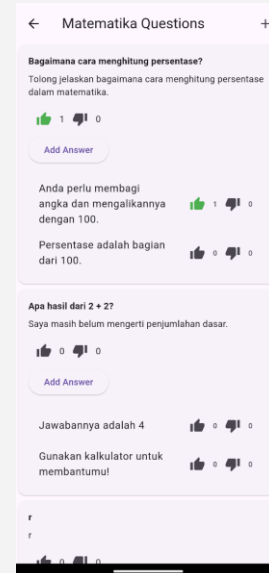 Matematika Questions
Bagaimana cara menghitung persentase?
Tolong jelaskan bagaimana cara menghitung persentase
dalam matematika.
1 0
Add Answer
Anda perlu membagi
angka dan mengalikannya
dengan 100.
1 0
Persentase adalah bagian
dari 100.
0 0
Apa hasil dari 2 + 2?
Saya masih belum mengerti penjumlahan dasar.
0 0
Add Answer
Jawabannya adalah 4
0 0
Gunakan kalkulator untuk
membantumu!
0 0
r
r
0 0